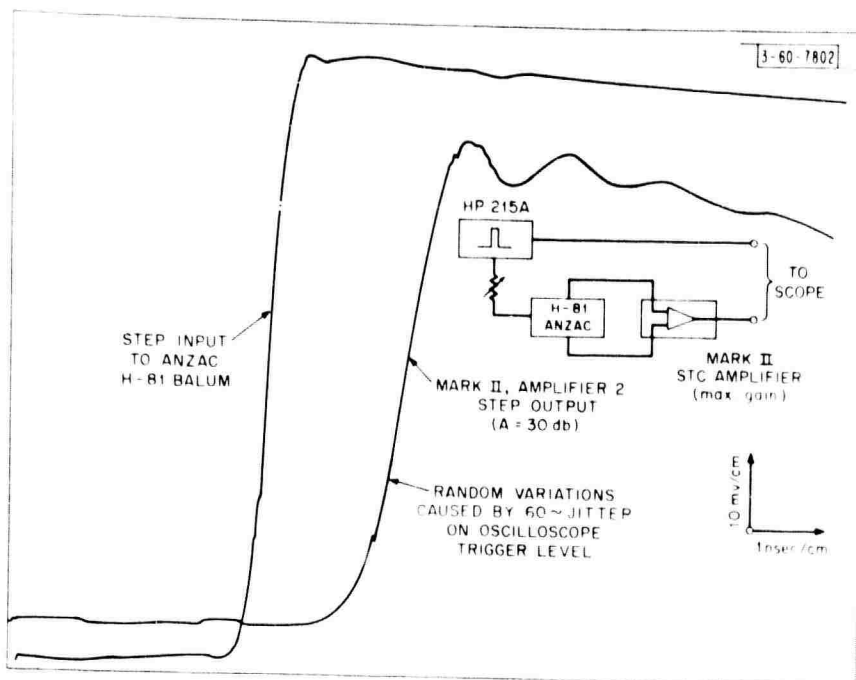 3-60-7802
HP 215A
TO
SCOPE
H-81
ANZAC
STEP INPUT
TO ANZAC
H-81 BALUM
MARK II
STC AMPLIFIER
(max gain)
MARK II, AMPLIFIER 2
STEP OUTPUT
(A = 30 db)
RANDOM VARIATIONS
CAUSED BY 60 ~ JITTER
ON OSCILLOSCOPE
TRIGGER LEVEL
10 mv/cm
1nsec/cm